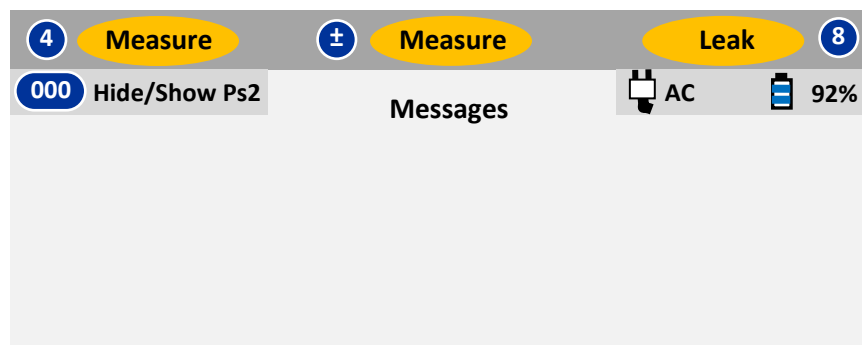 4 Measure ± Measure Leak 8
000 Hide/Show Ps2 Messages AC 92%